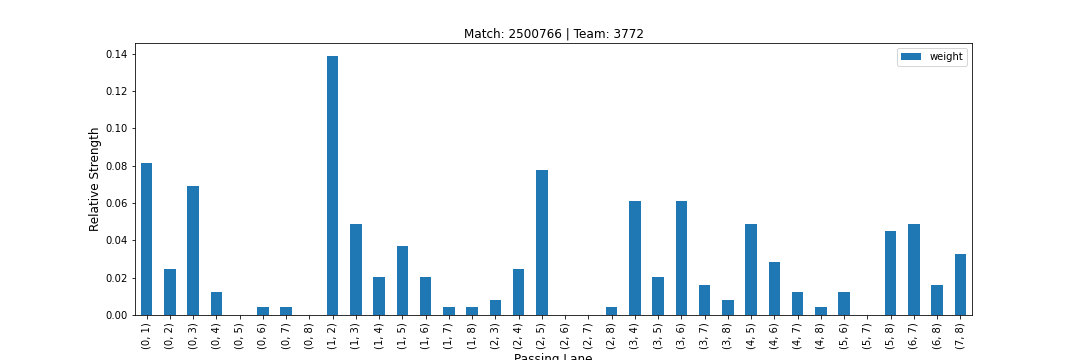 Match: 2500766 | Team: 3772
weight
Relative Strength
0.14
0.12
0.10
0.08
0.06
0.04
0.02
0.00
(0, 1) (0, 2) (0, 3) (0, 4) (0, 5) (0, 6) (0, 7) (0, 8) (1, 2) (1, 3) (1, 4) (1, 5) (1, 6) (1, 7) (1, 8) (2, 3) (2, 4) (2, 5) (2, 6) (2, 7) (2, 8) (3, 4) (3, 5) (3, 6) (3, 7) (3, 8) (4, 5) (4, 6) (4, 7) (4, 8) (5, 6) (5, 7) (5, 8) (6, 7) (6, 8) (7, 8)
Passing Lane